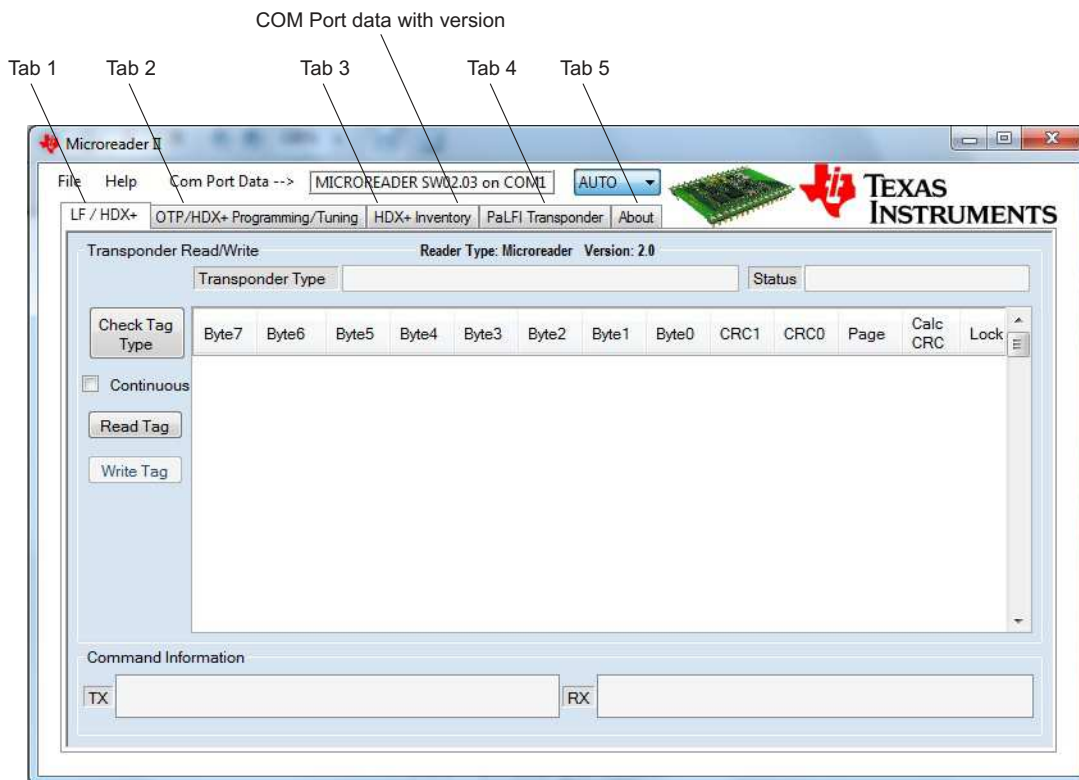 COM Port data with version
Tab 1 Tab 2 Tab 3 Tab 4 Tab 5
Microreader II
File Help Com Port Data --> MICROREADER SW02.03 on COM1 AUTO
TEXAS
INSTRUMENTS
LF / HDX+ OTP/HDX+ Programming/Tuning HDX+ Inventory PaLFI Transponder About
Transponder Read/Write Reader Type: Microreader Version: 2.0
Transponder Type Status
Check Tag
Type
Byte7 Byte6 Byte5 Byte4 Byte3 Byte2 Byte1 Byte0 CRC1 CRC0 Page Calc
CRC Lock
Continuous
Read Tag
Write Tag
Command Information
TX RX